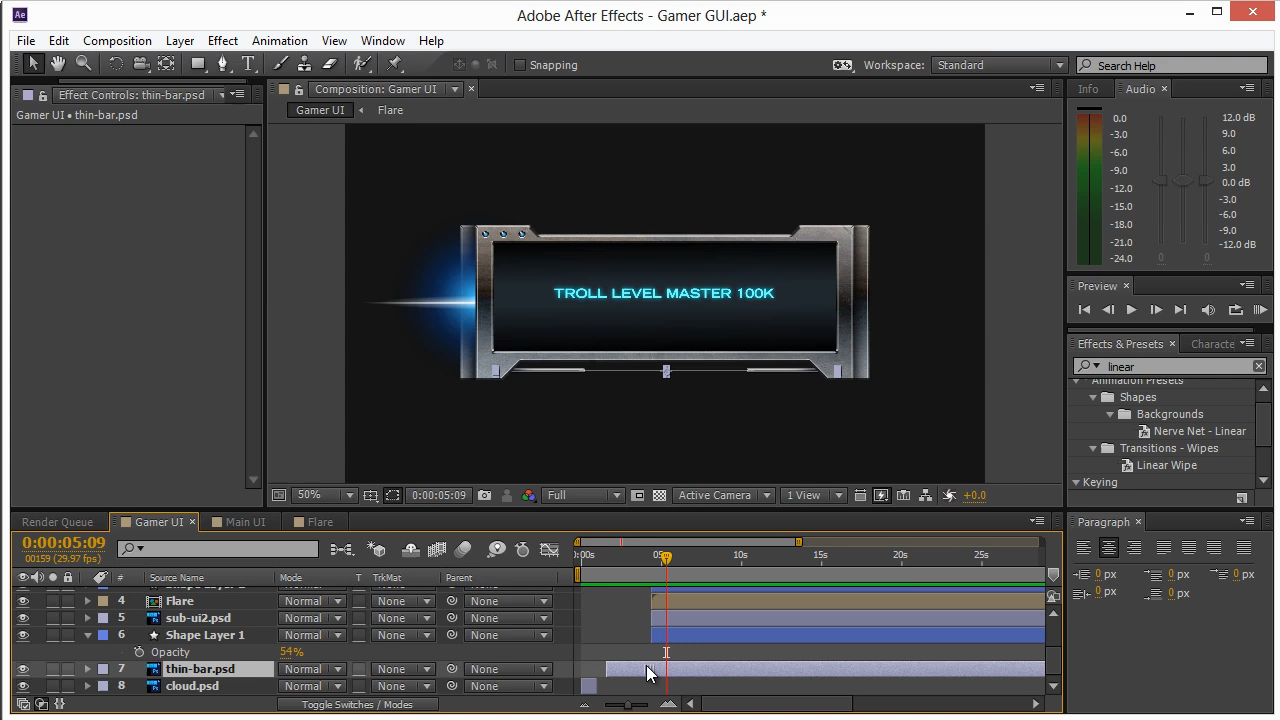 Ae
Adobe After Effects - Gamer GUI.aep *
File Edit Composition Layer Effect Animation View Window Help
Snapping
Workspace: Standard
Search Help
Effect Controls: thin-bar.psd
Gamer UI • thin-bar.psd
Composition: Gamer UI
Gamer UI Flare
TROLL LEVEL MASTER 100K
Info Audio
0.0
-3.0
-6.0
-9.0
-12.0
-15.0
-18.0
-21.0
-24.0
12.0 dB
9.0
6.0
3.0
0.0 dB
-3.0
-6.0
-9.0
-12.0 dB
0 0
Preview
Effects & Presets Characte
linear
Animation Presets
Shapes
Backgrounds
Nerve Net - Linear
Transitions - Wipes
Linear Wipe
Keying
50% 0:00:05:09 Full Active Camera 1 View +0.0
Render Queue Gamer UI Main UI Flare
0:00:05:09
00159 (29.97 fps)
:00s 05s 10s 15s 20s 25s
# Source Name Mode T TrkMat Parent
4 Flare Normal None None
5 sub-ui2.psd Normal None None
6 Shape Layer 1 Normal None None
Opacity 54%
7 thin-bar.psd Normal None None
8 cloud.psd Normal None None
Toggle Switches / Modes
Paragraph
0 px 0 px 0 px
0 px 0 px